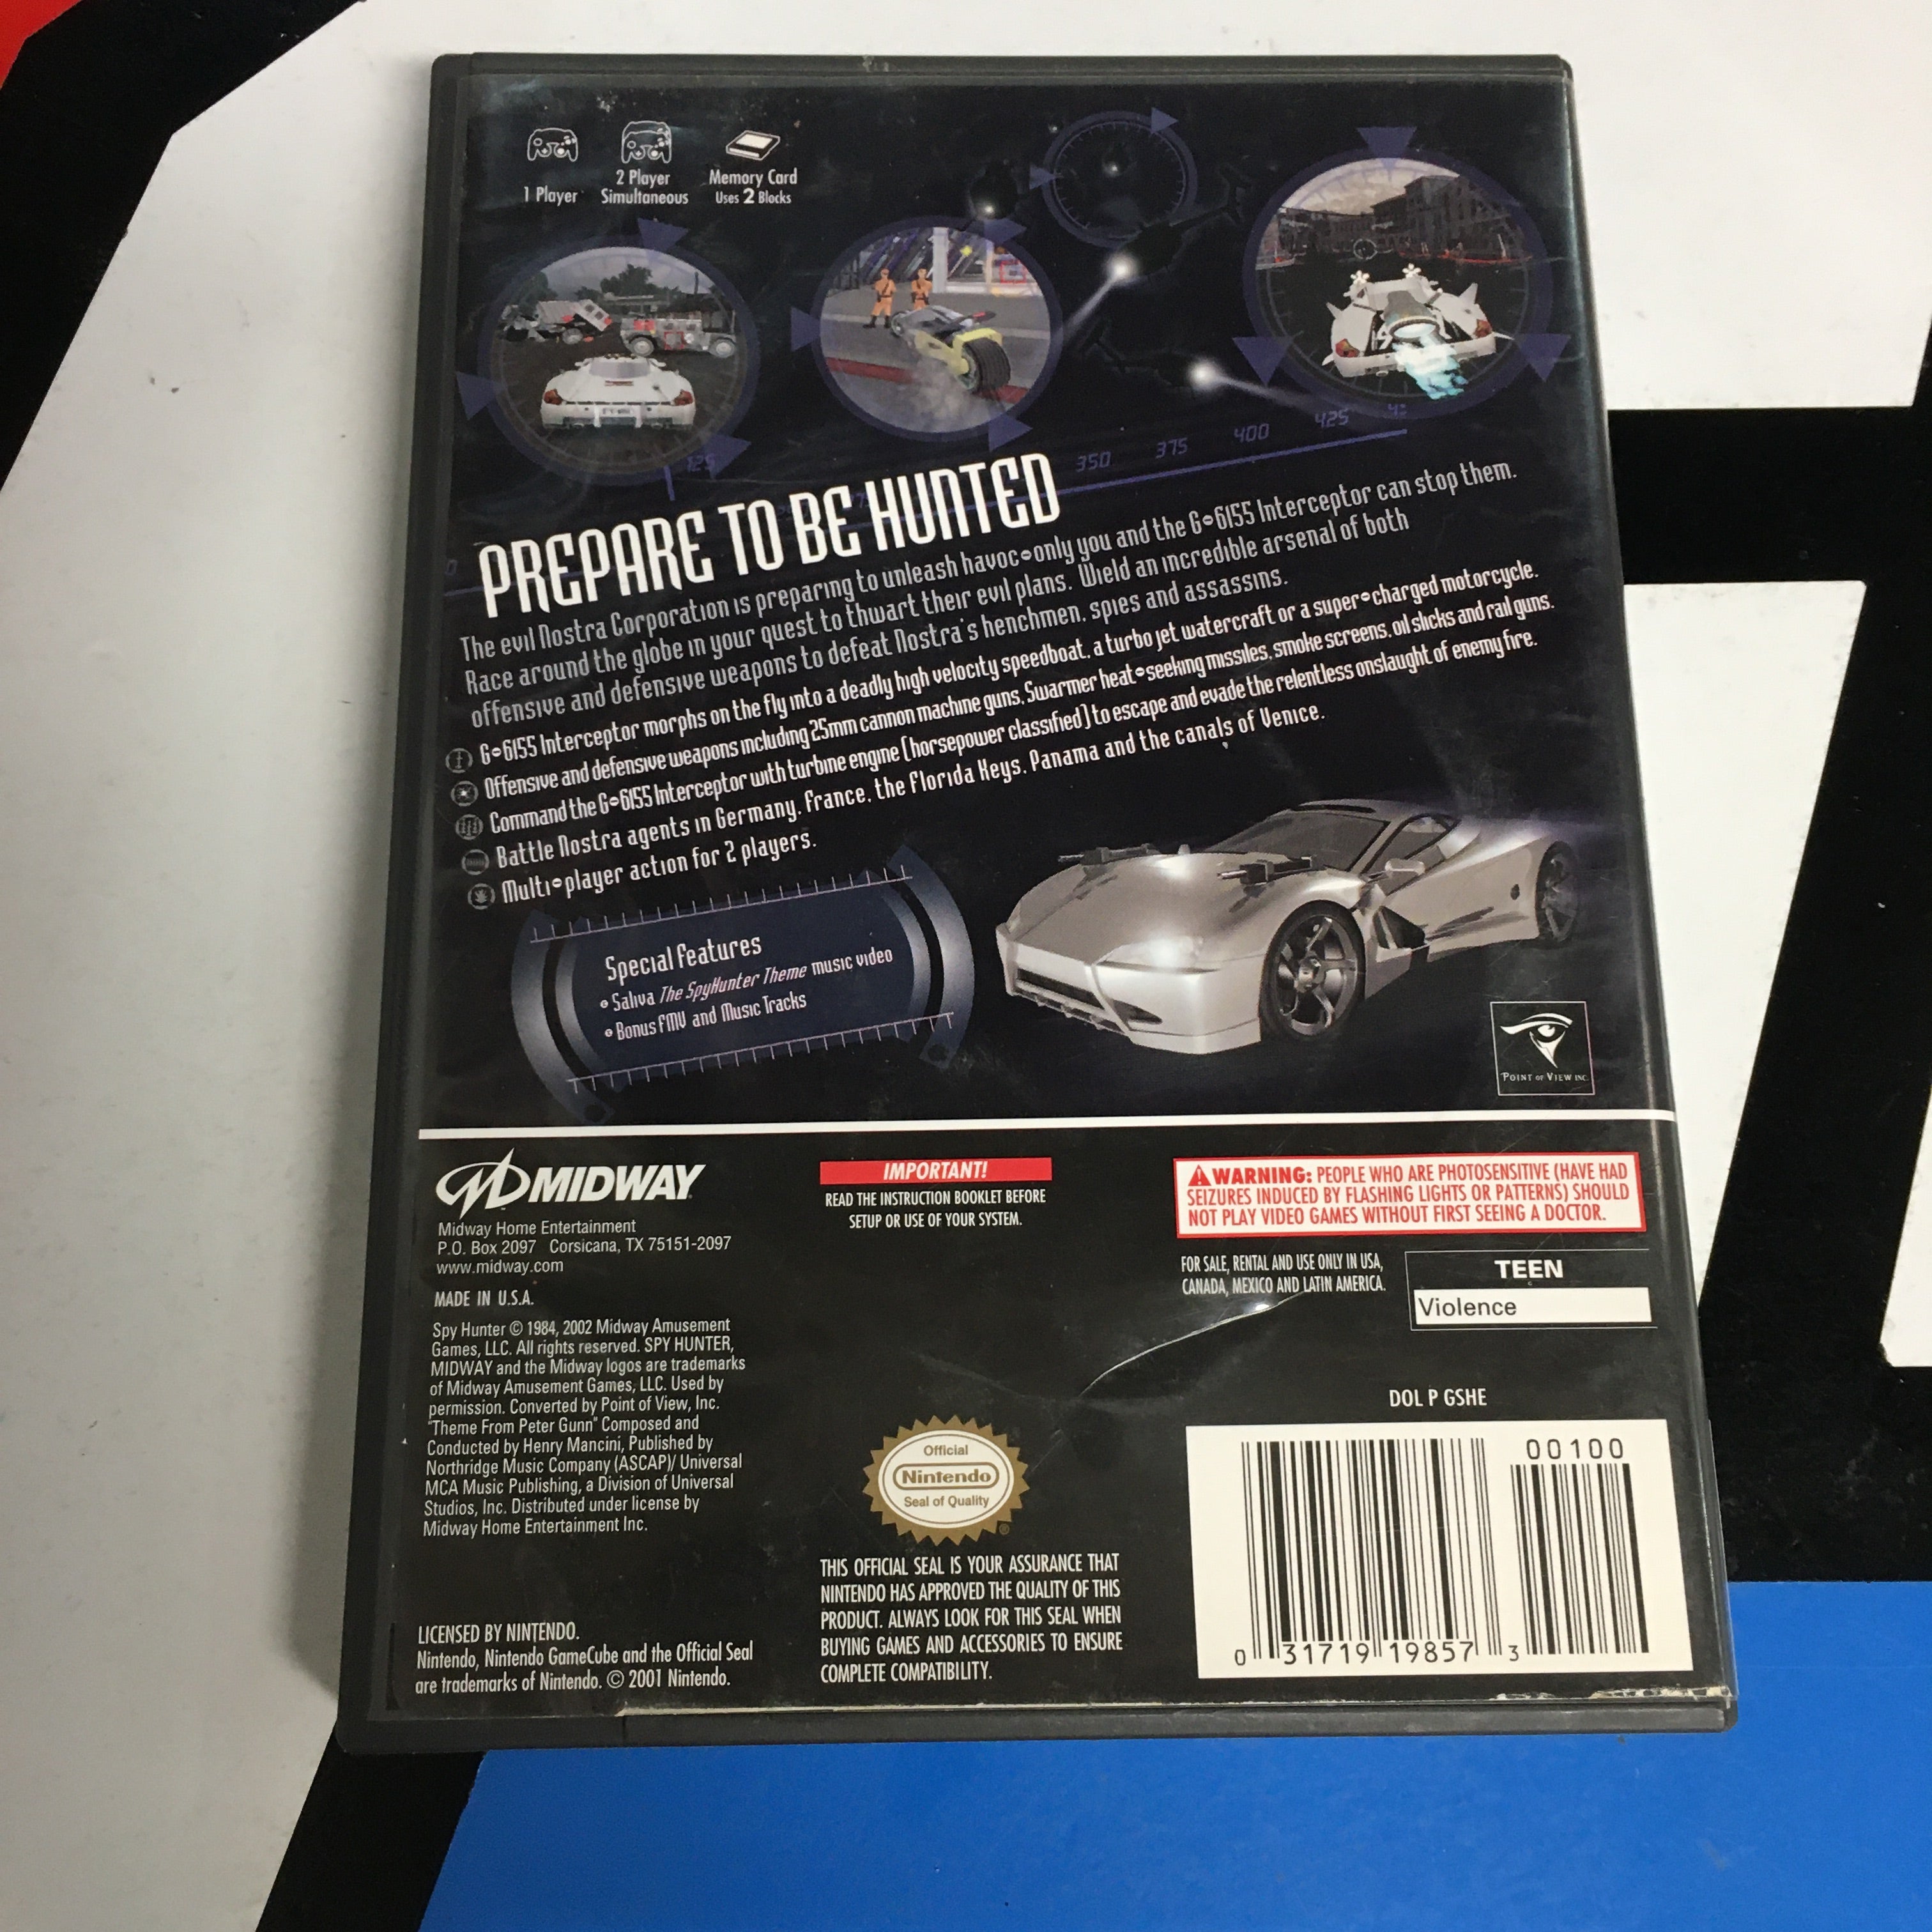 1 Player
2 Player
Simultaneous
Memory Card
Uses 2 Blocks
125
350
375
400
425
PREPARE TO BE HUNTED
The evil Nostra Corporation is preparing to unleash havoc-only you and the G-6155 Interceptor can stop them.
Race around the globe in your quest to thwart their evil plans. Wield an incredible arsenal of both
offensive and defensive weapons to defeat Nostra's henchmen, spies and assassins.
G-6155 Interceptor morphs on the fly into a deadly high velocity speedboat, a turbo jet watercraft or a super-charged motorcycle.
Offensive and defensive weapons including 25mm cannon machine guns, Swarmer heat-seeking missiles, smoke screens, oil slicks and rail guns.
Command the G-6155 Interceptor with turbine engine (horsepower classified) to escape and evade the relentless onslaught of enemy fire.
Battle Nostra agents in Germany, France, the Florida Keys, Panama and the canals of Venice.
Multi-player action for 2 players.
Special Features
• Saliva The SpyHunter Theme music video
• Bonus FMV and Music Tracks
POINT OF VIEW INC.
MIDWAY
Midway Home Entertainment
P.O. Box 2097 Corsicana, TX 75151-2097
www.midway.com
MADE IN U.S.A.
Spy Hunter © 1984, 2002 Midway Amusement
Games, LLC. All rights reserved. SPY HUNTER,
MIDWAY and the Midway logos are trademarks
of Midway Amusement Games, LLC. Used by
permission. Converted by Point of View, Inc.
"Theme From Peter Gunn" Composed and
Conducted by Henry Mancini, Published by
Northridge Music Company (ASCAP)/ Universal
MCA Music Publishing, a Division of Universal
Studios, Inc. Distributed under license by
Midway Home Entertainment Inc.
LICENSED BY NINTENDO.
Nintendo, Nintendo GameCube and the Official Seal
are trademarks of Nintendo. © 2001 Nintendo.
IMPORTANT!
READ THE INSTRUCTION BOOKLET BEFORE
SETUP OR USE OF YOUR SYSTEM.
Official
Nintendo
Seal of Quality
®
THIS OFFICIAL SEAL IS YOUR ASSURANCE THAT
NINTENDO HAS APPROVED THE QUALITY OF THIS
PRODUCT. ALWAYS LOOK FOR THIS SEAL WHEN
BUYING GAMES AND ACCESSORIES TO ENSURE
COMPLETE COMPATIBILITY.
WARNING: PEOPLE WHO ARE PHOTOSENSITIVE (HAVE HAD
SEIZURES INDUCED BY FLASHING LIGHTS OR PATTERNS) SHOULD
NOT PLAY VIDEO GAMES WITHOUT FIRST SEEING A DOCTOR.
FOR SALE, RENTAL AND USE ONLY IN USA,
CANADA, MEXICO AND LATIN AMERICA.
TEEN
Violence
DOL P GSHE
00100
0 31719 19857 3